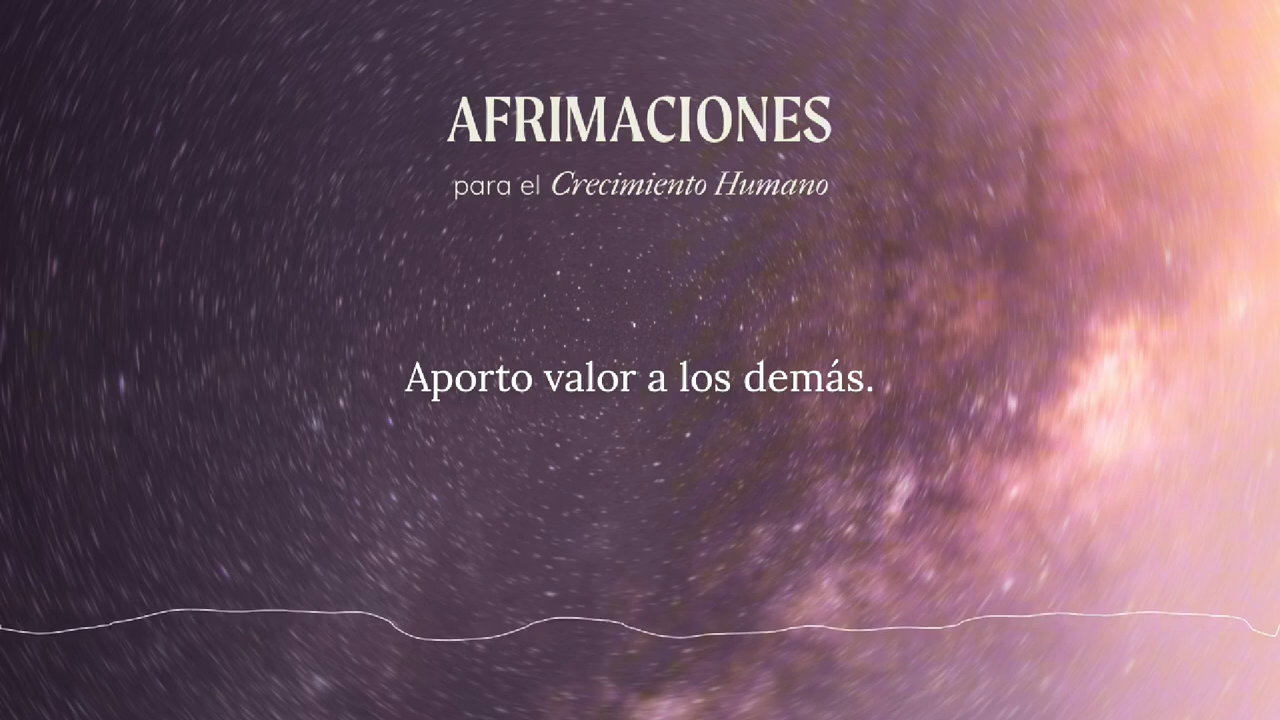 AFRIMACIONES
para el Crecimiento Humano
Aporto valor a los demás.